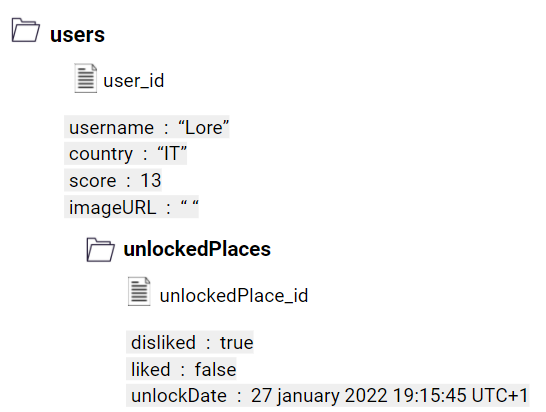 users
user_id
username : “Lore”
country : “IT”
score : 13
imageURL : “ “
unlockedPlaces
unlockedPlace_id
disliked : true
liked : false
unlockDate : 27 january 2022 19:15:45 UTC+1